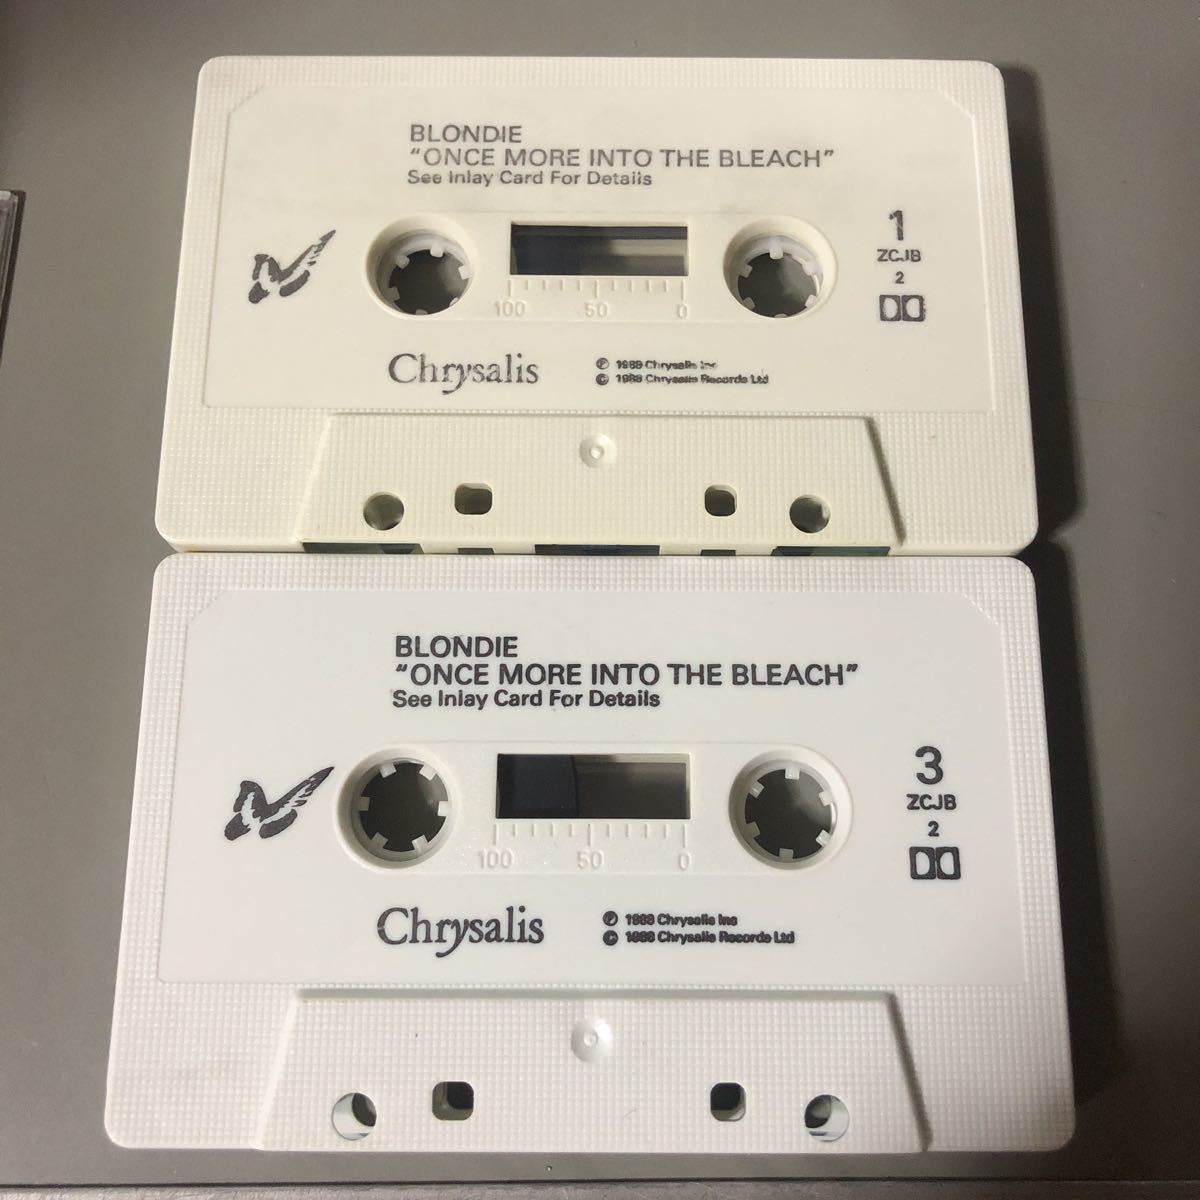 BLONDIE
"ONCE MORE INTO THE BLEACH"
See Inlay Card For Details
1
ZCJB
2
100 50 0
Chrysalis
℗ 1988 Chrysalis Inc
© 1988 Chrysalis Records Ltd
BLONDIE
"ONCE MORE INTO THE BLEACH"
See Inlay Card For Details
3
ZCJB
2
100 50 0
Chrysalis
℗ 1988 Chrysalis Inc
© 1988 Chrysalis Records Ltd